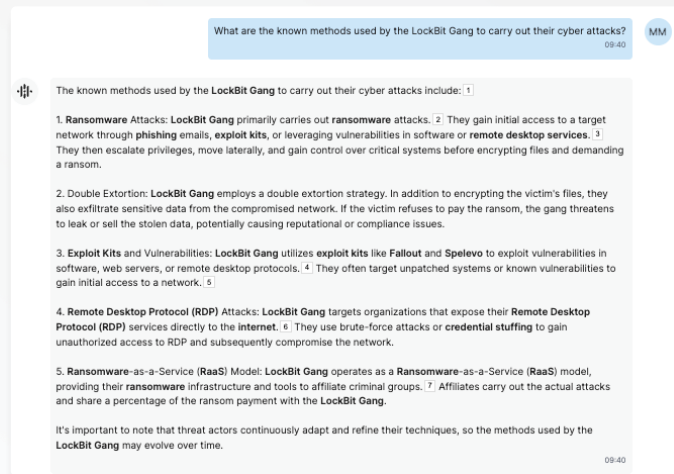 What are the known methods used by the LockBit Gang to carry out their cyber attacks?
09:40
MM
The known methods used by the LockBit Gang to carry out their cyber attacks include: 1
1. Ransomware Attacks: LockBit Gang primarily carries out ransomware attacks. 2 They gain initial access to a target
network through phishing emails, exploit kits, or leveraging vulnerabilities in software or remote desktop services. 3
They then escalate privileges, move laterally, and gain control over critical systems before encrypting files and demanding
a ransom.
2. Double Extortion: LockBit Gang employs a double extortion strategy. In addition to encrypting the victim's files, they
also exfiltrate sensitive data from the compromised network. If the victim refuses to pay the ransom, the gang threatens
to leak or sell the stolen data, potentially causing reputational or compliance issues.
3. Exploit Kits and Vulnerabilities: LockBit Gang utilizes exploit kits like Fallout and Spelevo to exploit vulnerabilities in
software, web servers, or remote desktop protocols. 4 They often target unpatched systems or known vulnerabilities to
gain initial access to a network. 5
4. Remote Desktop Protocol (RDP) Attacks: LockBit Gang targets organizations that expose their Remote Desktop
Protocol (RDP) services directly to the internet. 6 They use brute-force attacks or credential stuffing to gain
unauthorized access to RDP and subsequently compromise the network.
5. Ransomware-as-a-Service (RaaS) Model: LockBit Gang operates as a Ransomware-as-a-Service (RaaS) model,
providing their ransomware infrastructure and tools to affiliate criminal groups. 7 Affiliates carry out the actual attacks
and share a percentage of the ransom payment with the LockBit Gang.
It's important to note that threat actors continuously adapt and refine their techniques, so the methods used by the
LockBit Gang may evolve over time.
09:40